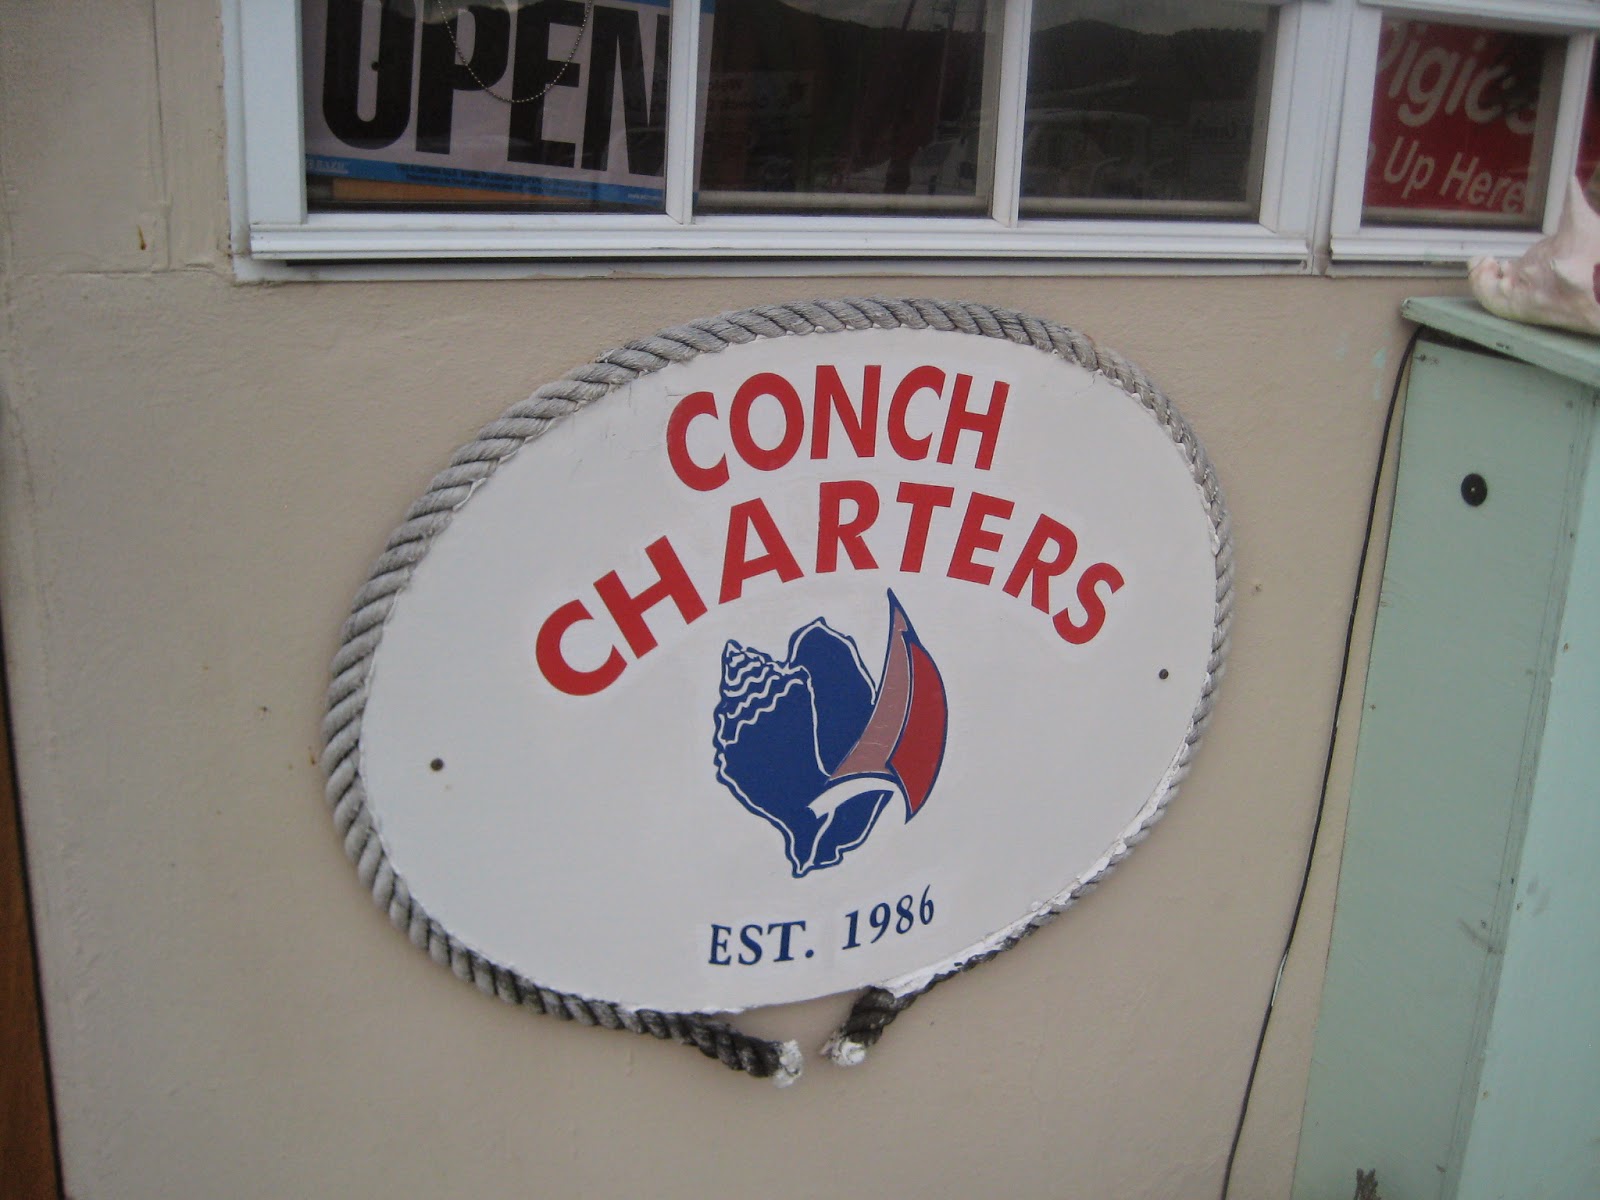 OPEN
Up Here
CONCH
CHARTERS
EST. 1986